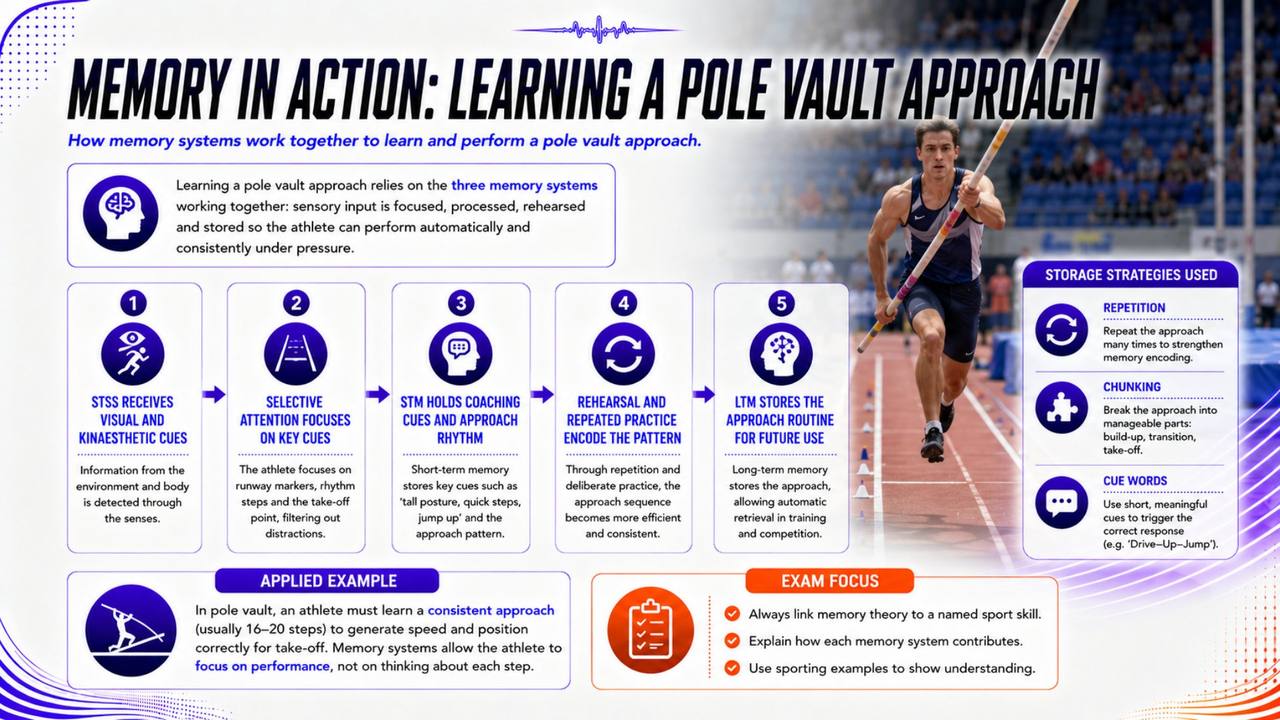 MEMORY IN ACTION: LEARNING A POLE VAULT APPROACH
How memory systems work together to learn and perform a pole vault approach.
Learning a pole vault approach relies on the three memory systems
working together: sensory input is focused, processed, rehearsed
and stored so the athlete can perform automatically and
consistently under pressure.
1
STSS RECEIVES
VISUAL AND
KINAESTHETIC CUES
Information from the
environment and body
is detected through
the senses.
2
SELECTIVE
ATTENTION FOCUSES
ON KEY CUES
The athlete focuses on
runway markers, rhythm
steps and the take-off
point, filtering out
distractions.
3
STM HOLDS COACHING
CUES AND APPROACH
RHYTHM
Short-term memory
stores key cues such as
‘tall posture, quick steps,
jump up’ and the
approach pattern.
4
REHEARSAL AND
REPEATED PRACTICE
ENCODE THE PATTERN
Through repetition and
deliberate practice, the
approach sequence
becomes more efficient
and consistent.
5
LTM STORES THE
APPROACH ROUTINE
FOR FUTURE USE
Long-term memory
stores the approach,
allowing automatic
retrieval in training
and competition.
STORAGE STRATEGIES USED
REPETITION
Repeat the approach
many times to strengthen
memory encoding.
CHUNKING
Break the approach into
manageable parts:
build-up, transition,
take-off.
CUE WORDS
Use short, meaningful
cues to trigger the
correct response
(e.g. ‘Drive–Up–Jump’).
APPLIED EXAMPLE
In pole vault, an athlete must learn a consistent approach
(usually 16–20 steps) to generate speed and position
correctly for take-off. Memory systems allow the athlete to
focus on performance, not on thinking about each step.
EXAM FOCUS
Always link memory theory to a named sport skill.
Explain how each memory system contributes.
Use sporting examples to show understanding.